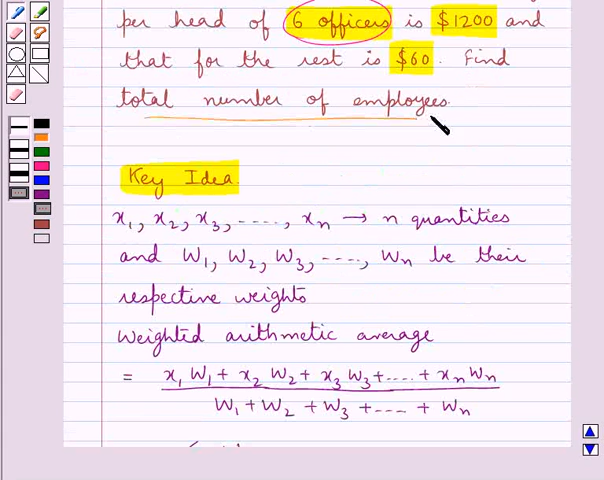 per head of 6 officers is $1200 and
that for the rest is $60. Find
total number of employees.
Key Idea
x₁, x₂, x₃, ----, xₙ → n quantities
and W₁, W₂, W₃, ----, Wₙ be their
respective weights
Weighted arithmetic average
= x₁ W₁ + x₂ W₂ + x₃ W₃ +----+ xₙ Wₙ
W₁ + W₂ + W₃ +---- + Wₙ